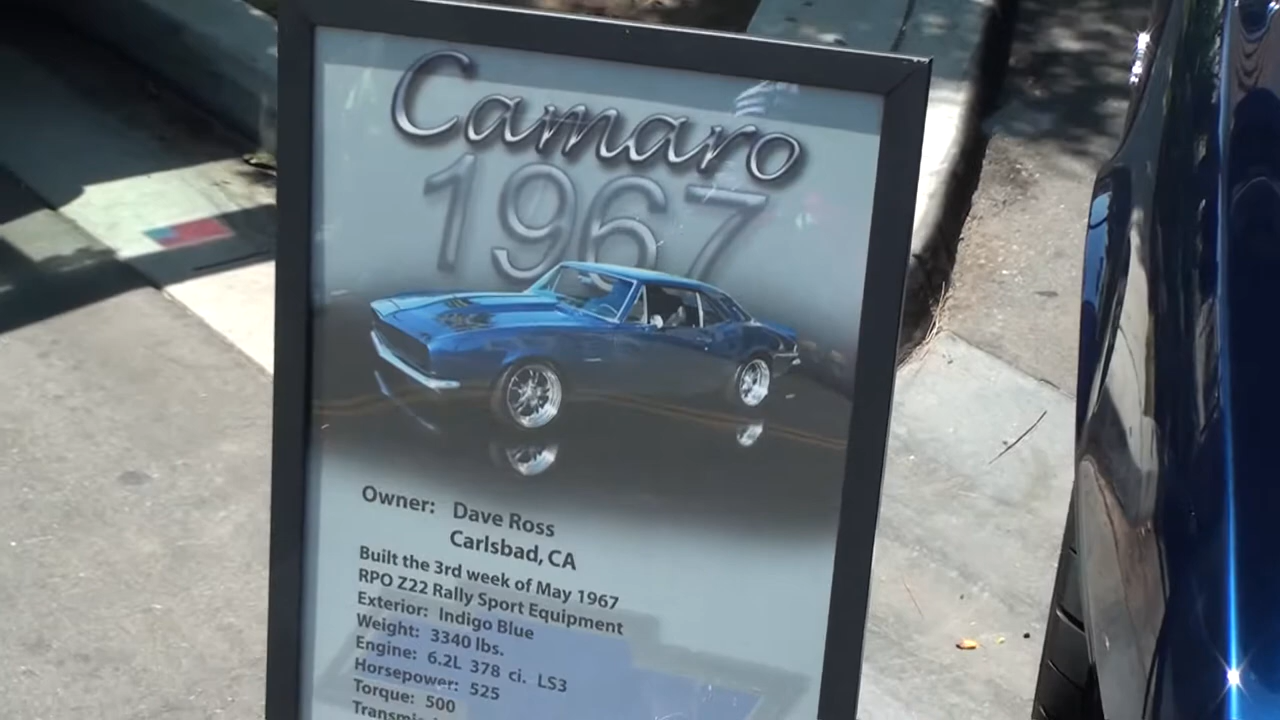 Camaro
1967
Owner: Dave Ross
Carlsbad, CA
Built the 3rd week of May 1967
RPO Z22 Rally Sport Equipment
Exterior: Indigo Blue
Weight: 3340 lbs.
Engine: 6.2L 378 ci. LS3
Horsepower: 525
Torque: 500